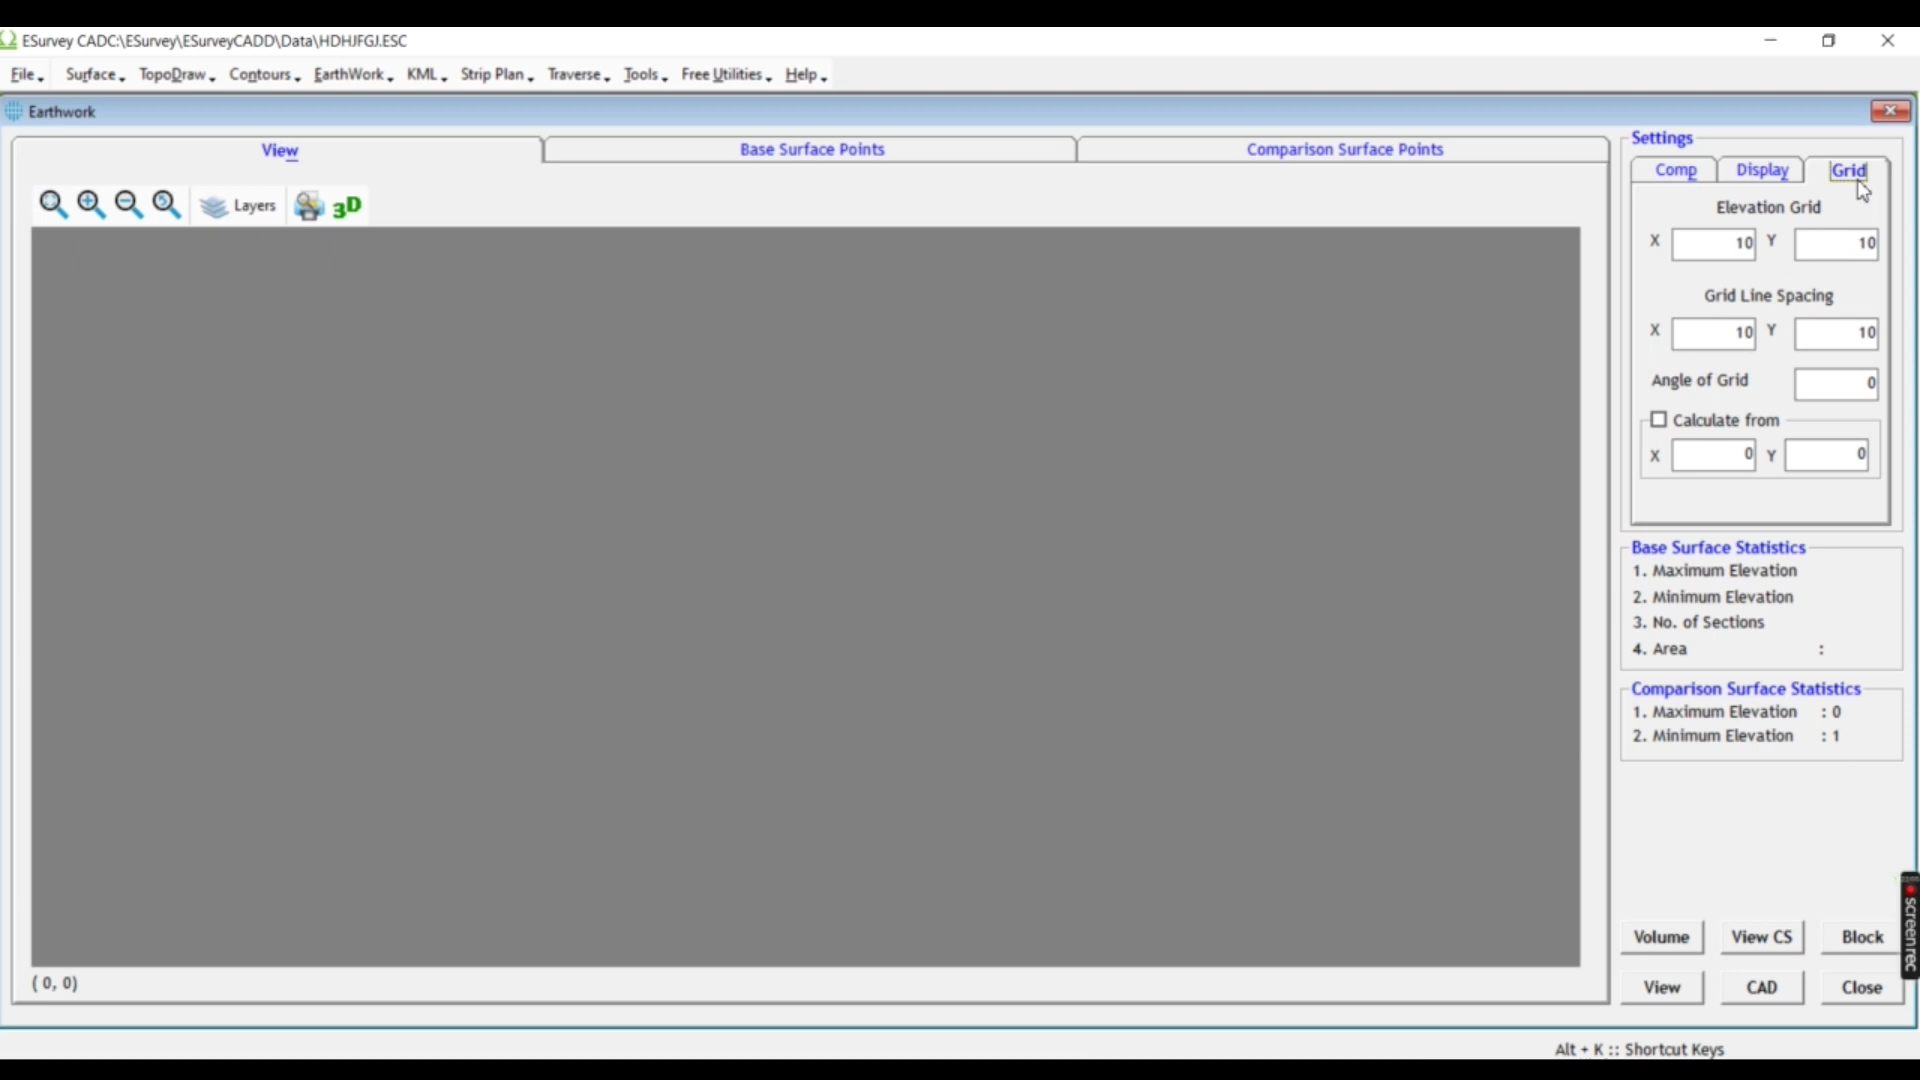 ESurvey CADC:\ESurvey\ESurveyCADD\Data\HDHJFGJ.ESC
File Surface TopoDraw Contours EarthWork KML Strip Plan Traverse Tools Free Utilities Help
Earthwork
View Base Surface Points Comparison Surface Points
Layers 3D
( 0, 0)
Settings
Comp Display Grid
Elevation Grid
X 10 Y 10
Grid Line Spacing
X 10 Y 10
Angle of Grid 0
Calculate from
X 0 Y 0
Base Surface Statistics
1. Maximum Elevation
2. Minimum Elevation
3. No. of Sections
4. Area :
Comparison Surface Statistics
1. Maximum Elevation : 0
2. Minimum Elevation : 1
Volume View CS Block
View CAD Close
screenrec
Alt + K :: Shortcut Keys